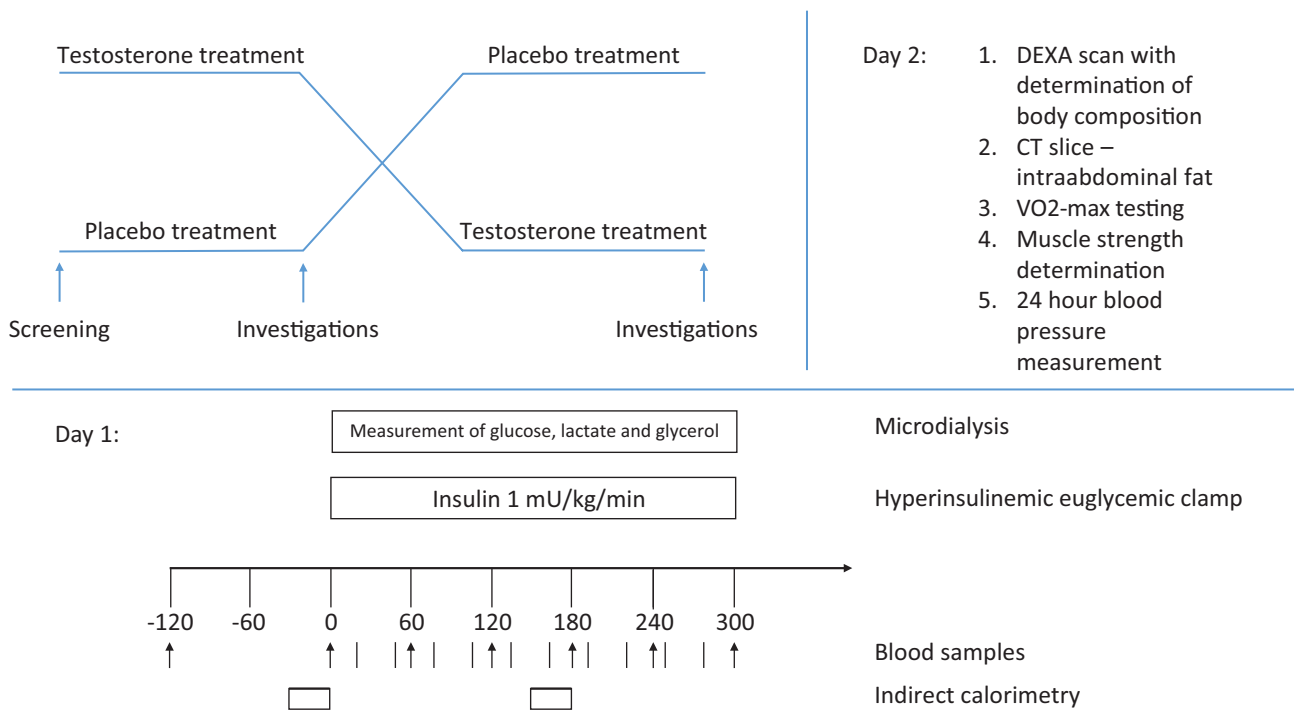 Testosterone treatment
Placebo treatment
Placebo treatment
Testosterone treatment
Screening
Investigations
Investigations
Day 2:
1. DEXA scan with
determination of
body composition
2. CT slice –
intraabdominal fat
3. VO2-max testing
4. Muscle strength
determination
5. 24 hour blood
pressure
measurement
Day 1:
Measurement of glucose, lactate and glycerol
Microdialysis
Insulin 1 mU/kg/min
Hyperinsulinemic euglycemic clamp
-120 -60 0 60 120 180 240 300
Blood samples
Indirect calorimetry